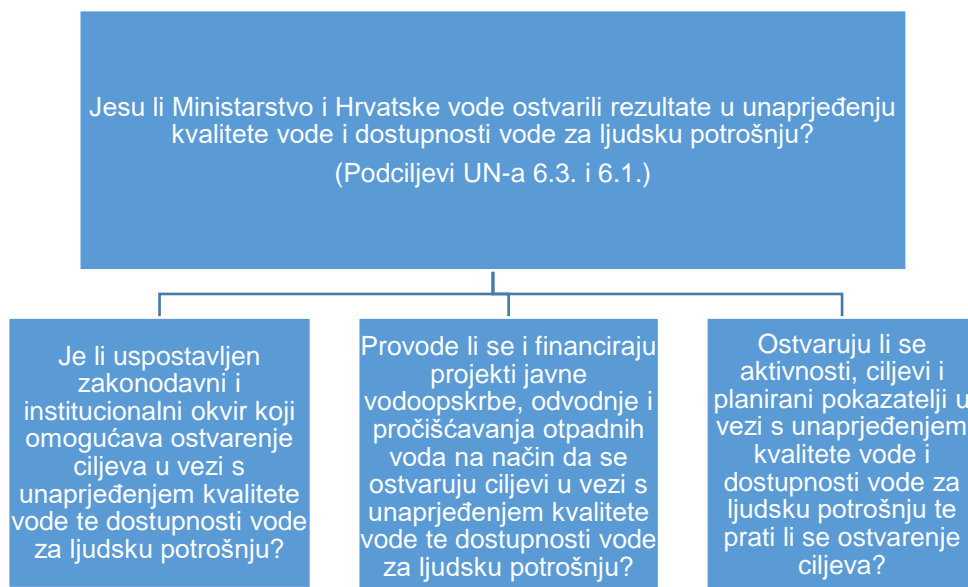 Jesu li Ministarstvo i Hrvatske vode ostvarili rezultate u unaprjeđenju
kvalitete vode i dostupnosti vode za ljudsku potrošnju?
(Podciljevi UN-a 6.3. i 6.1.)
Je li uspostavljen
zakonodavni i
institucionalni okvir koji
omogućava ostvarenje
ciljeva u vezi s
unaprjeđenjem kvalitete
vode te dostupnosti vode
za ljudsku potrošnju?
Provode li se i financiraju
projekti javne
vodoopskrbe, odvodnje i
pročišćavanja otpadnih
voda na način da se
ostvaruju ciljevi u vezi s
unaprjeđenjem kvalitete
vode te dostupnosti vode
za ljudsku potrošnju?
Ostvaruju li se
aktivnosti, ciljevi i
planirani pokazatelji u
vezi s unaprjeđenjem
kvalitete vode i
dostupnosti vode za
ljudsku potrošnju te
prati li se ostvarenje
ciljeva?